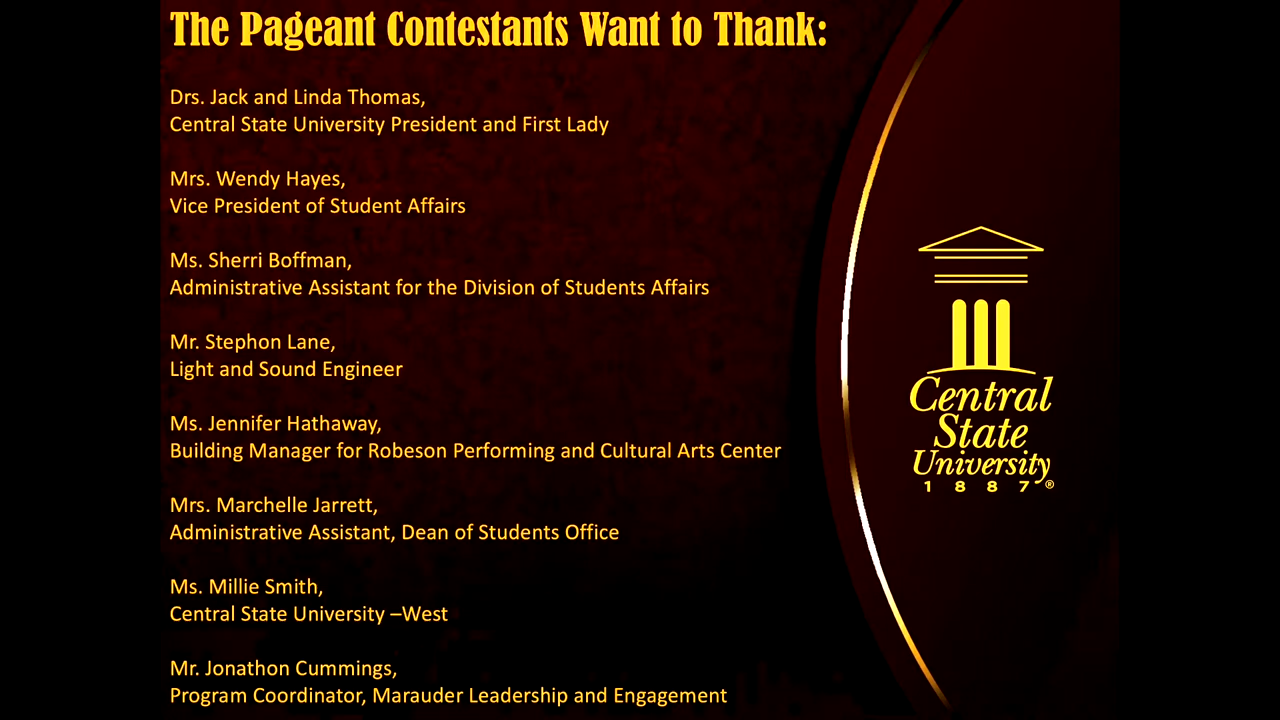 The Pageant Contestants Want to Thank:
Drs. Jack and Linda Thomas,
Central State University President and First Lady
Mrs. Wendy Hayes,
Vice President of Student Affairs
Ms. Sherri Boffman,
Administrative Assistant for the Division of Students Affairs
Mr. Stephon Lane,
Light and Sound Engineer
Ms. Jennifer Hathaway,
Building Manager for Robeson Performing and Cultural Arts Center
Mrs. Marchelle Jarrett,
Administrative Assistant, Dean of Students Office
Ms. Millie Smith,
Central State University –West
Mr. Jonathon Cummings,
Program Coordinator, Marauder Leadership and Engagement
Central
State
University
1887®